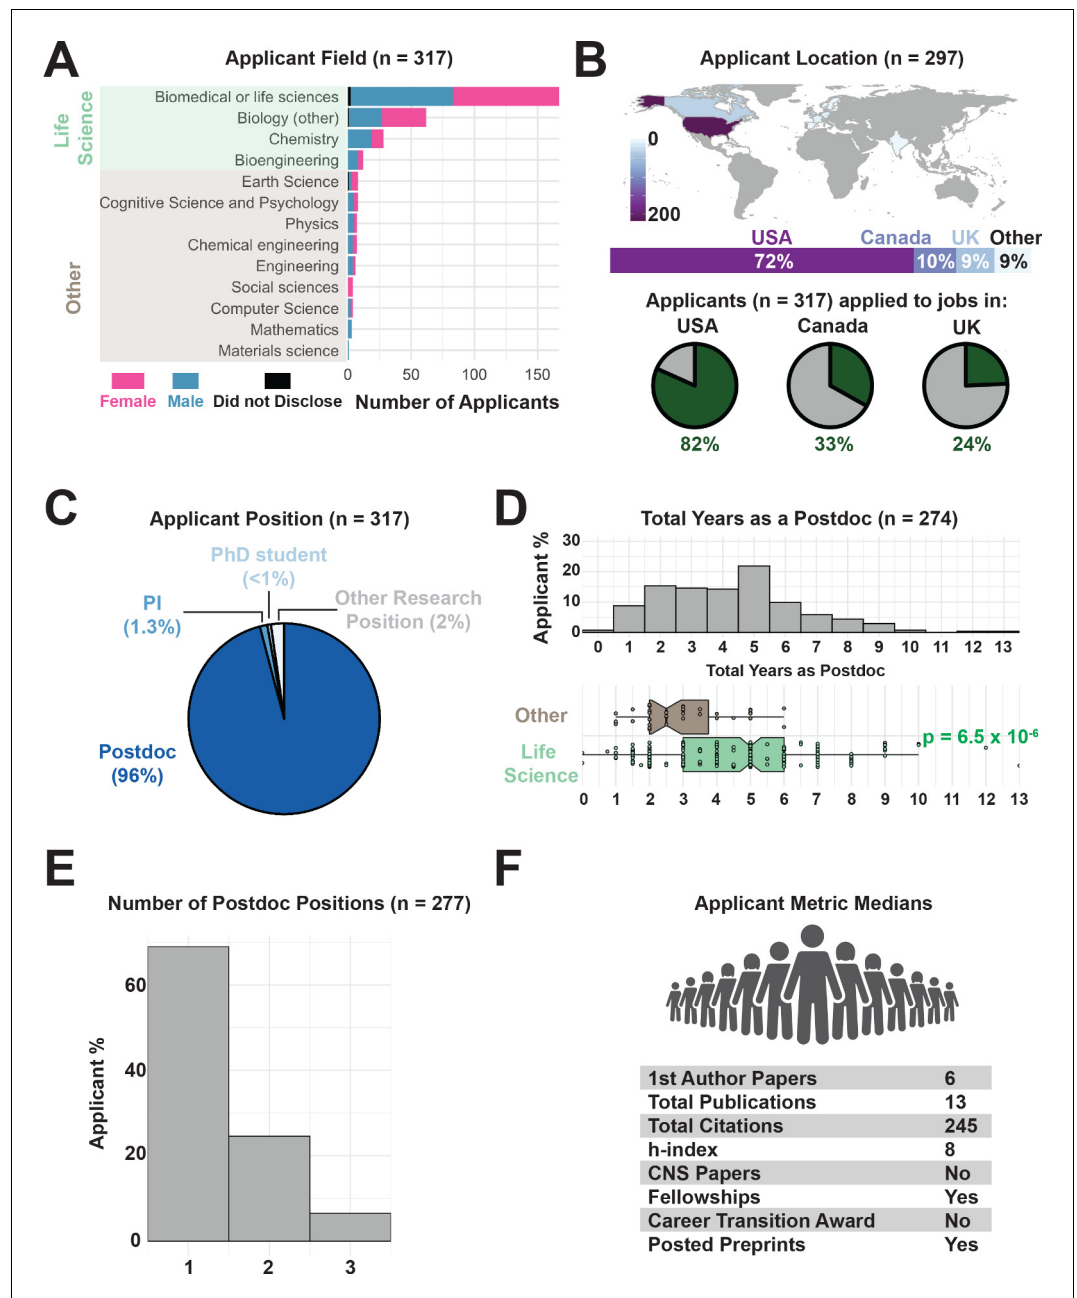 A
Applicant Field (n = 317)
Life Science
Biomedical or life sciences
Biology (other)
Chemistry
Bioengineering
Other
Earth Science
Cognitive Science and Psychology
Physics
Chemical engineering
Engineering
Social sciences
Computer Science
Mathematics
Materials science
0 50 100 150
Female Male Did not Disclose Number of Applicants
B
Applicant Location (n = 297)
0
200
USA Canada UK Other
72% 10% 9% 9%
Applicants (n = 317) applied to jobs in:
USA Canada UK
82% 33% 24%
C
Applicant Position (n = 317)
PhD student
(<1%)
PI
(1.3%)
Other Research
Position (2%)
Postdoc
(96%)
D
Total Years as a Postdoc (n = 274)
Applicant %
30
20
10
0
0 1 2 3 4 5 6 7 8 9 10 11 12 13
Total Years as Postdoc
Other
Life
Science
p = 6.5 x 10-6
0 1 2 3 4 5 6 7 8 9 10 11 12 13
E
Number of Postdoc Positions (n = 277)
Applicant %
60
40
20
0
1 2 3
F
Applicant Metric Medians
1st Author Papers 6
Total Publications 13
Total Citations 245
h-index 8
CNS Papers No
Fellowships Yes
Career Transition Award No
Posted Preprints Yes